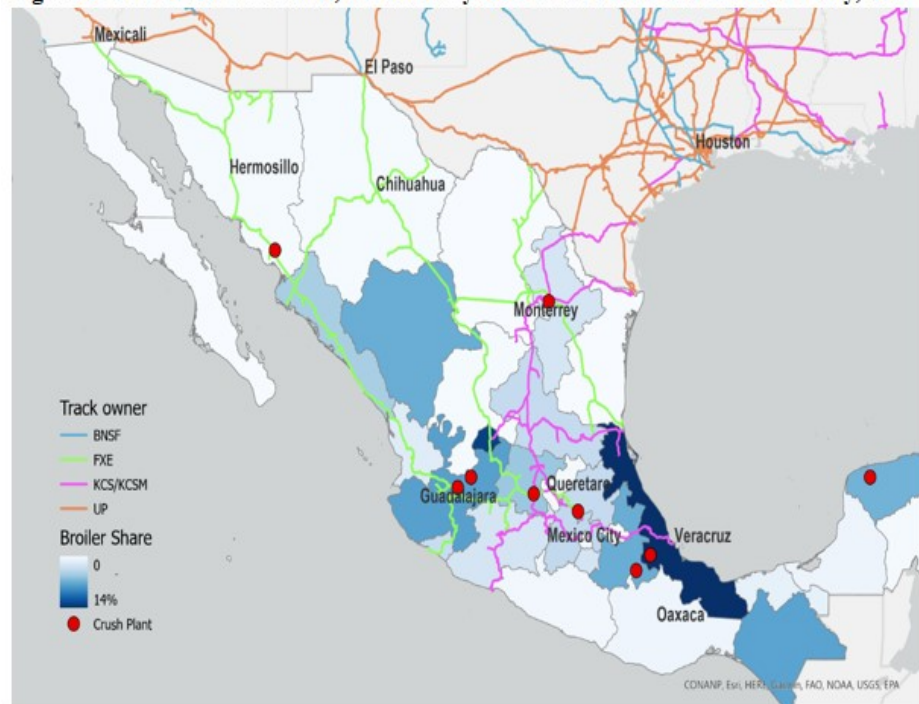 Mexicali
El Paso
Houston
Hermosillo
Chihuahua
Monterrey
Track owner
BNSF
FXE
KCS/KCSM
UP
Guadalajara
Queretaro
Mexico City
Veracruz
Broiler Share
0
14%
Crush Plant
Oaxaca
CONANP, Esri, HERE, Garmin, FAO, NOAA, USGS, EPA